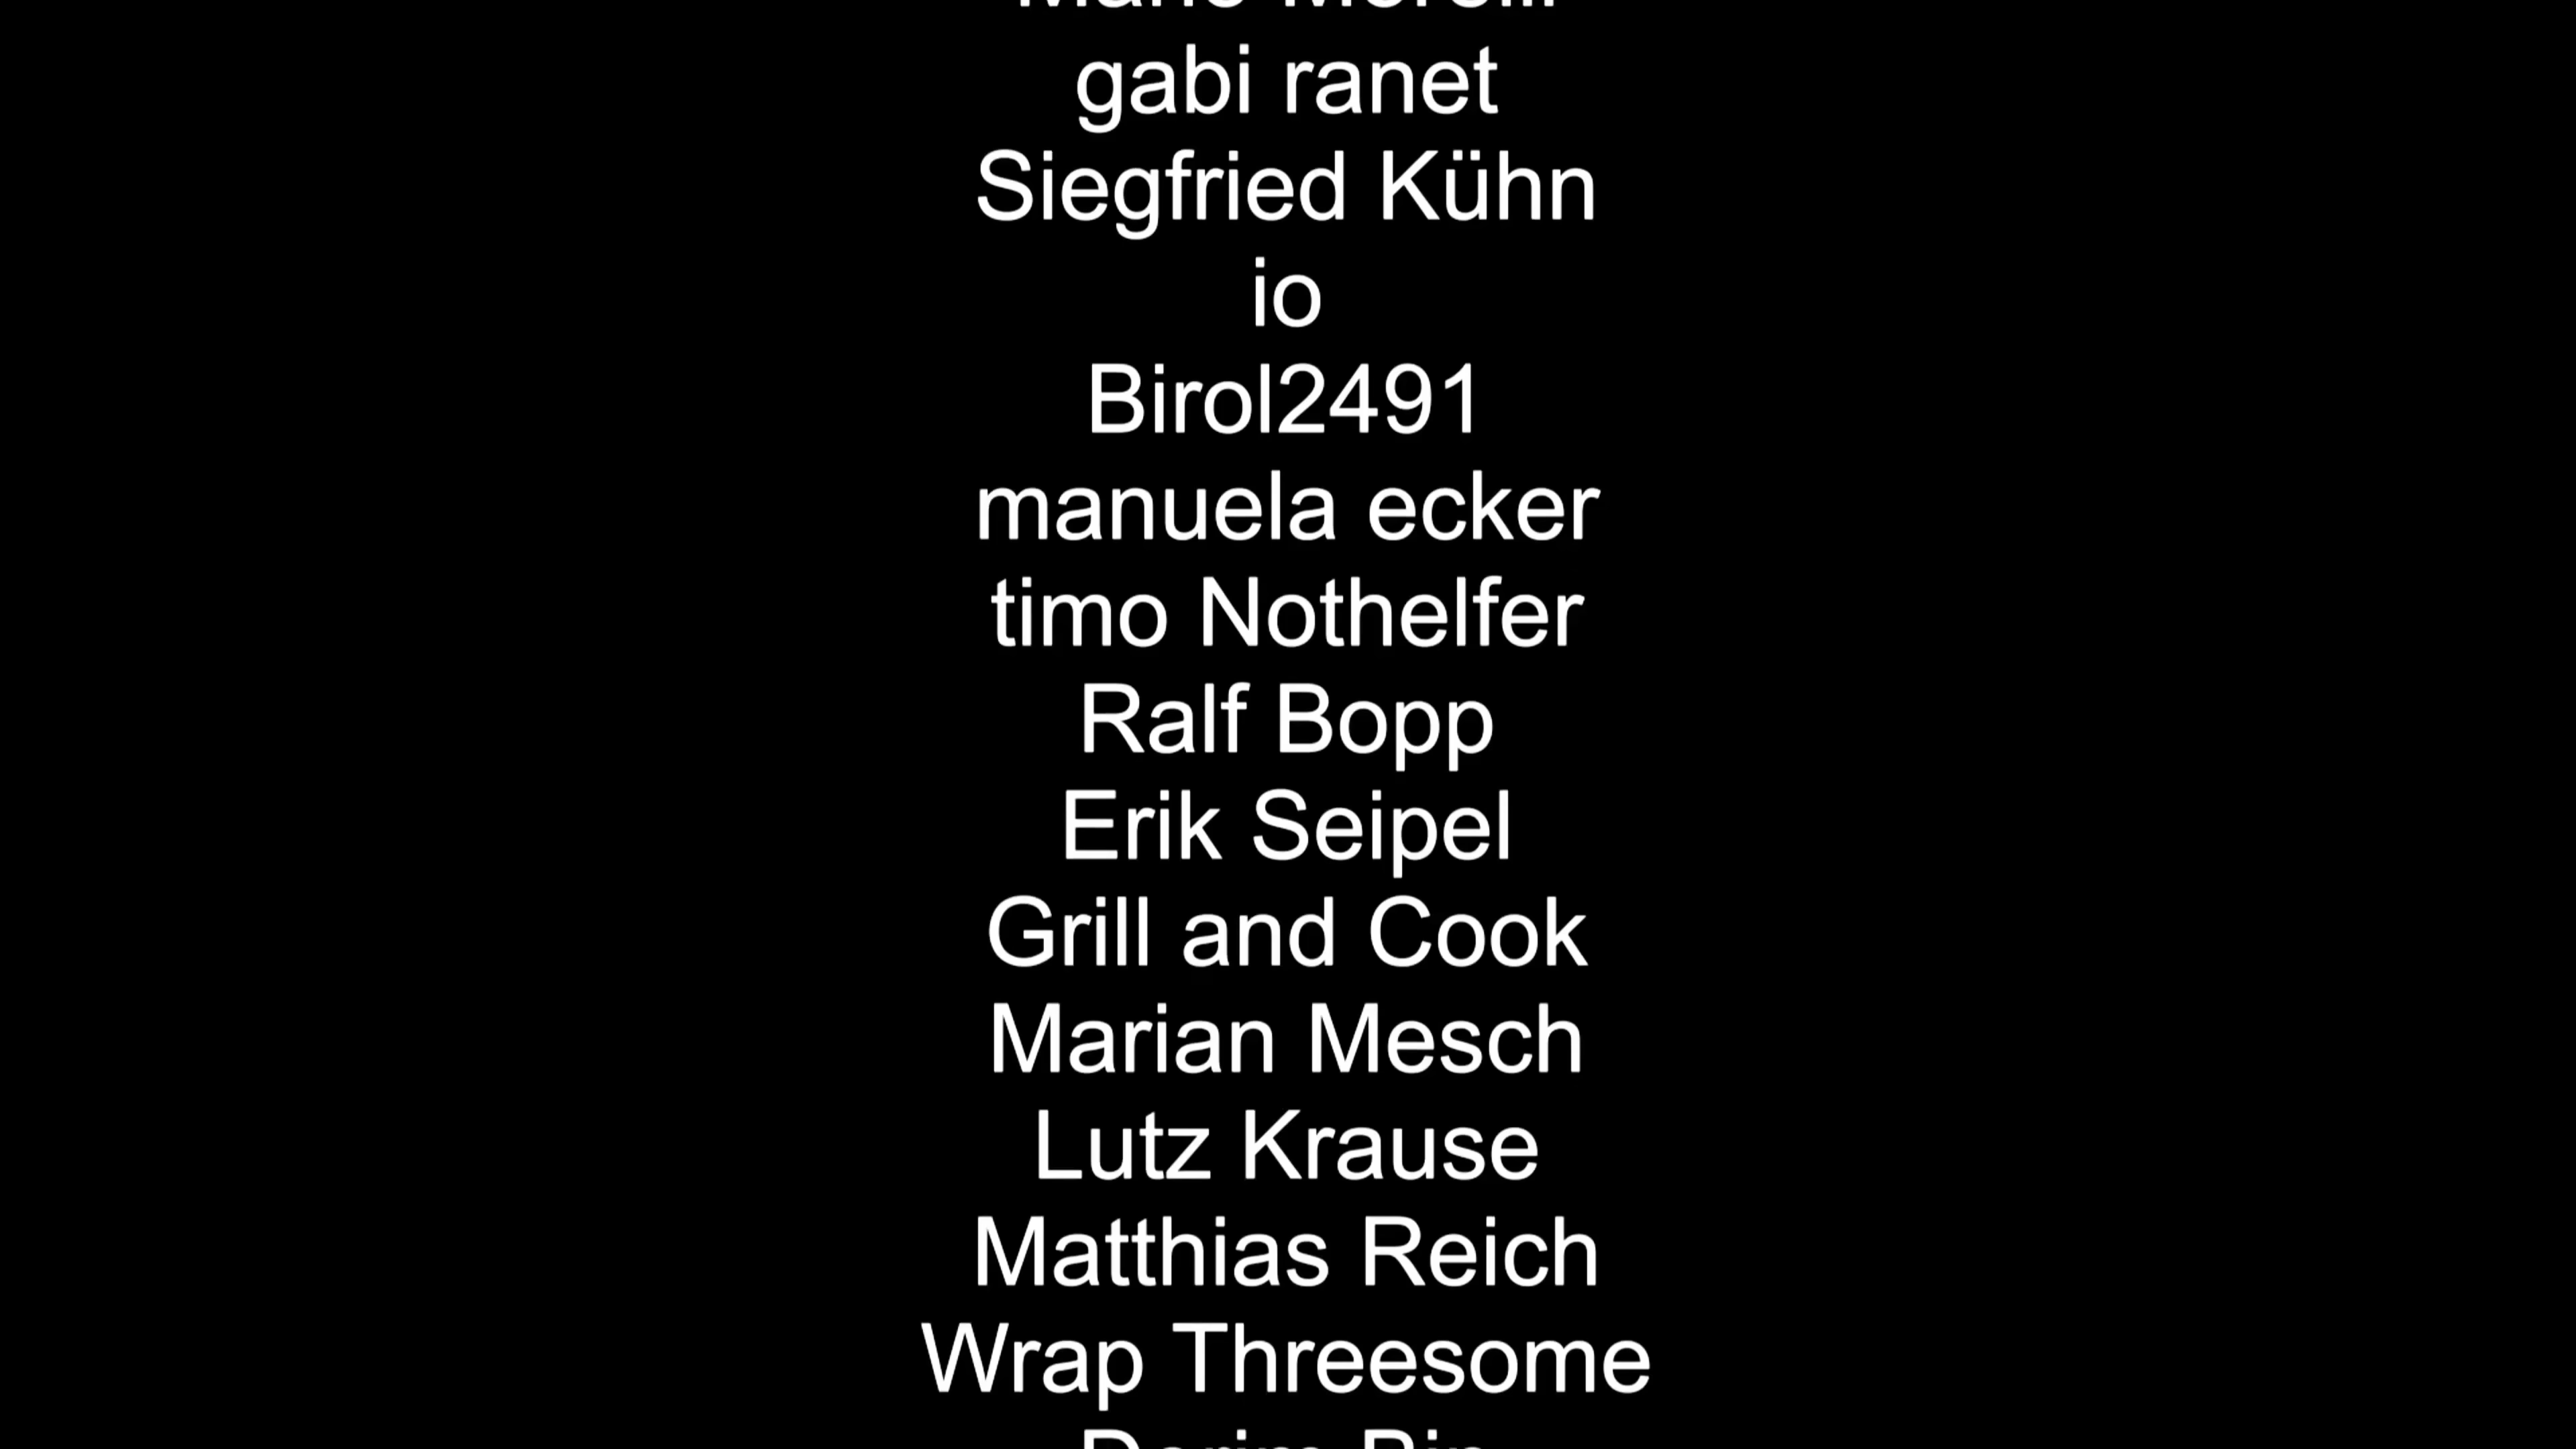 gabi ranet
Siegfried Kühn
io
Birol2491
manuela ecker
timo Nothelfer
Ralf Bopp
Erik Seipel
Grill and Cook
Marian Mesch
Lutz Krause
Matthias Reich
Wrap Threesome